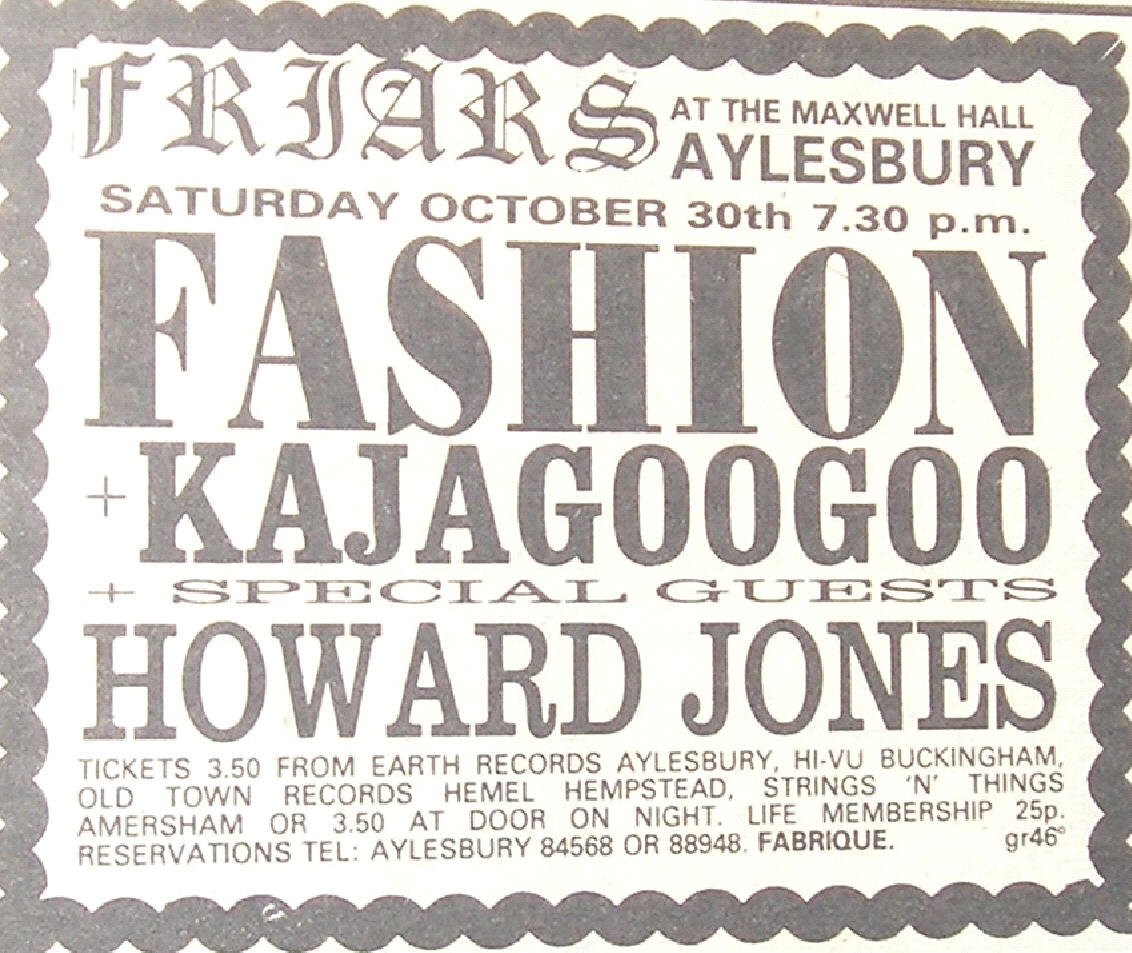 FRIARS AT THE MAXWELL HALL
AYLESBURY
SATURDAY OCTOBER 30th 7.30 p.m.
FASHION
+ KAJAGOOGOO
+ SPECIAL GUESTS
HOWARD JONES
TICKETS 3.50 FROM EARTH RECORDS AYLESBURY, HI-VU BUCKINGHAM,
OLD TOWN RECORDS HEMEL HEMPSTEAD, STRINGS 'N' THINGS
AMERSHAM OR 3.50 AT DOOR ON NIGHT. LIFE MEMBERSHIP 25p.
RESERVATIONS TEL: AYLESBURY 84568 OR 88948. FABRIQUE. gr46°